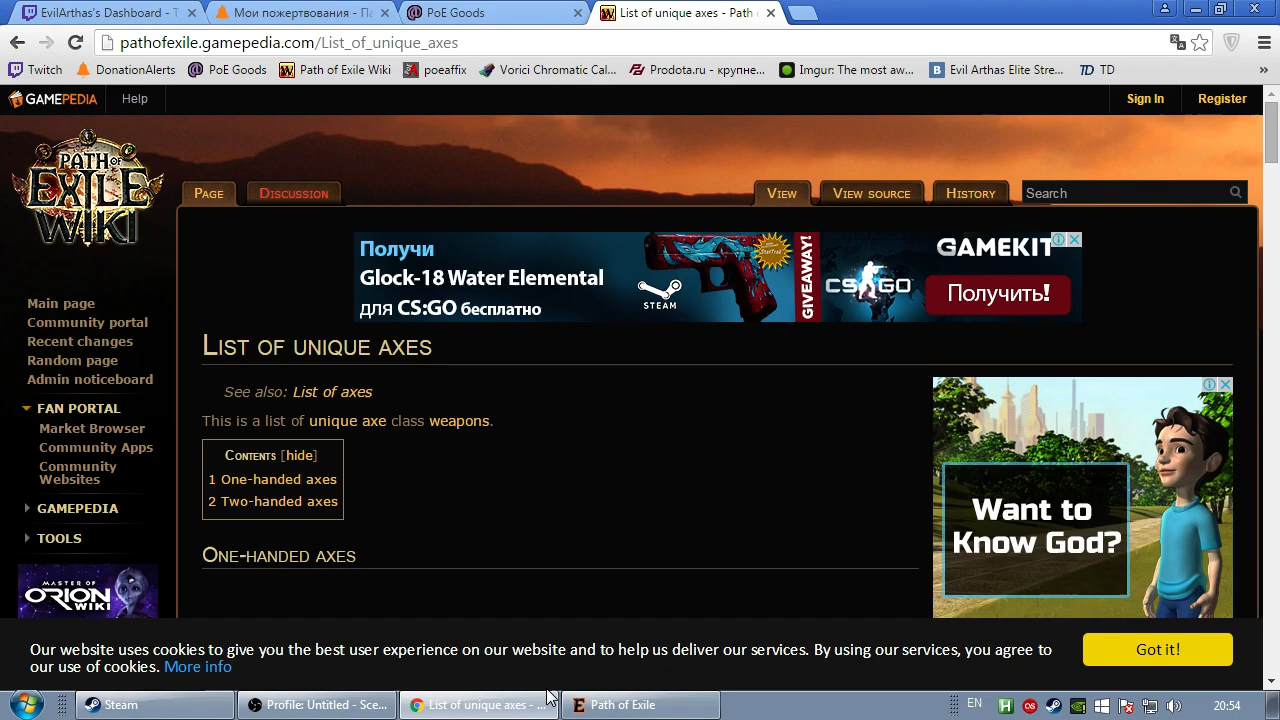 EvilArthas's Dashboard - T
Мои пожертвования - Па
PoE Goods
List of unique axes - Path
pathofexile.gamepedia.com/List_of_unique_axes
Twitch
DonationAlerts
PoE Goods
Path of Exile Wiki
poeaffix
Vorici Chromatic Cal...
Prodota.ru - крупне...
Imgur: The most aw...
Evil Arthas Elite Stre...
TD
TD
»
GAMEPEDIA
Help
Sign In
Register
PATH OF
EXILE
WIKI
Page
Discussion
View
View source
History
Search
Получи
Glock-18 Water Elemental
для CS:GO бесплатно
StarTrak
STEAM
GIVEAWAY!
CS GO
GAMEKIT
Получить!
Main page
Community portal
Recent changes
Random page
Admin noticeboard
FAN PORTAL
Market Browser
Community Apps
Community
Websites
GAMEPEDIA
TOOLS
MASTER OF
ORION
WIKI
List of unique axes
See also: List of axes
This is a list of unique axe class weapons.
Contents [hide]
1 One-handed axes
2 Two-handed axes
One-handed axes
Want to
Know God?
Our website uses cookies to give you the best user experience on our website and to help us deliver our services. By using our services, you agree to
our use of cookies. More info
Got it!
Steam
Profile: Untitled - Sce...
List of unique axes - ...
Path of Exile
EN
20:54